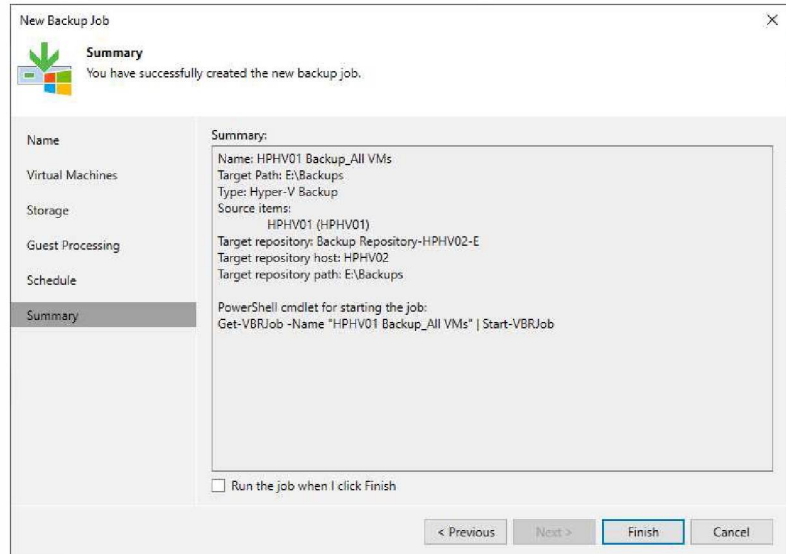 New Backup Job
Summary
You have successfully created the new backup job.
Name
Virtual Machines
Storage
Guest Processing
Schedule
Summary
Summary:
Name: HPHV01 Backup_All VMs
Target Path: E:\Backups
Type: Hyper-V Backup
Source items:
HPHV01 (HPHV01)
Target repository: Backup Repository-HPHV02-E
Target repository host: HPHV02
Target repository path: E:\Backups
PowerShell cmdlet for starting the job:
Get-VBRJob -Name "HPHV01 Backup_All VMs" | Start-VBRJob
Run the job when I click Finish
< Previous
Next >
Finish
Cancel